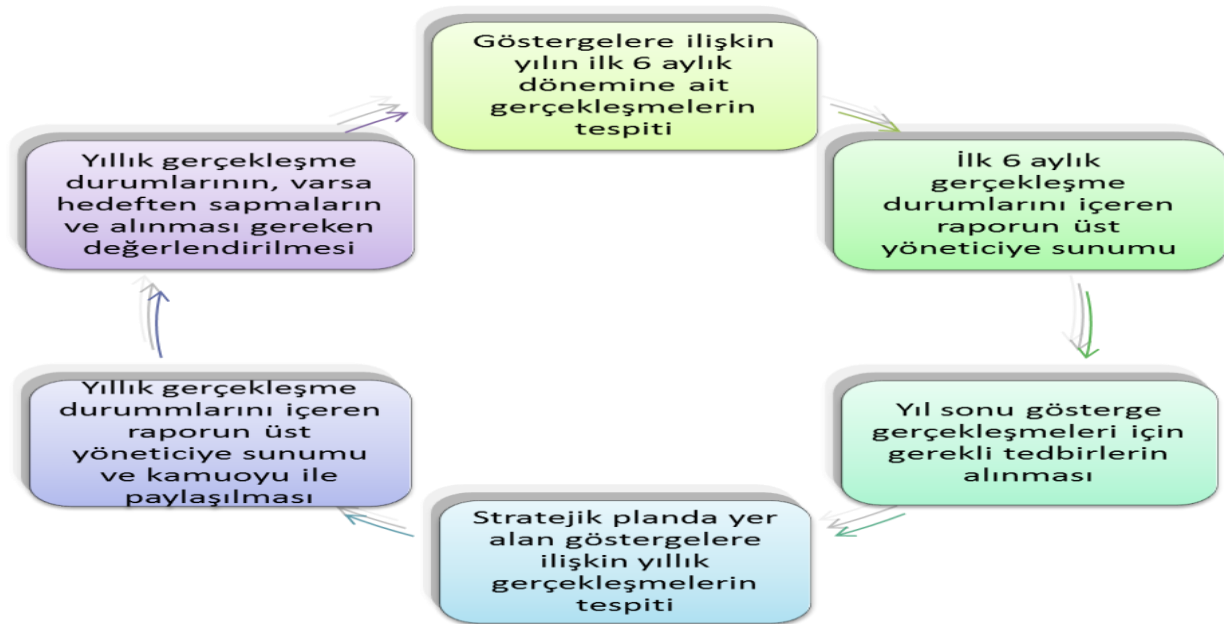 Göstergelere ilişkin
yılın ilk 6 aylık
dönemine ait
gerçekleşmelerin
tespiti
İlk 6 aylık
gerçekleşme
durumlarını içeren
raporun üst
yöneticiye sunumu
Yıl sonu gösterge
gerçekleşmeleri için
gerekli tedbirlerin
alınması
Stratejik planda yer
alan göstergelere
ilişkin yıllık
gerçekleşmelerin
tespiti
Yıllık gerçekleşme
durummlarını içeren
raporun üst
yöneticiye sunumu
ve kamuoyu ile
paylaşılması
Yıllık gerçekleşme
durumlarının, varsa
hedeften sapmaların
ve alınması gereken
değerlendirilmesi